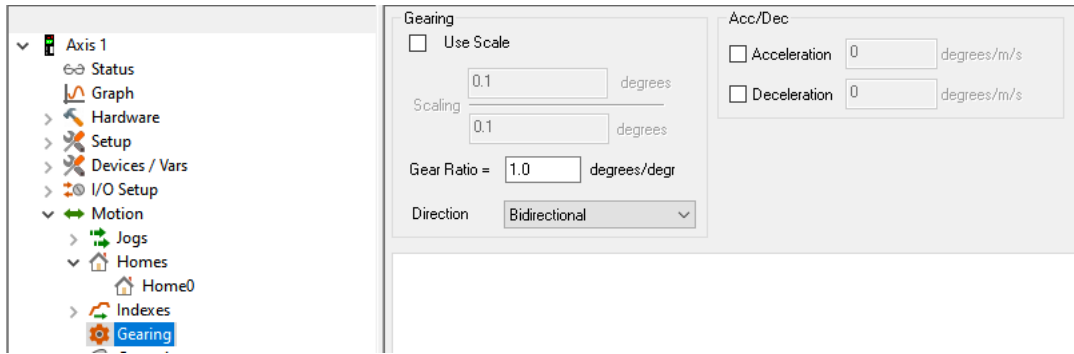 Axis 1
Status
Graph
Hardware
Setup
Devices / Vars
I/O Setup
Motion
Jogs
Homes
Home0
Indexes
Gearing
Gearing
Use Scale
0.1 degrees
Scaling
0.1 degrees
Gear Ratio = 1.0 degrees/degr
Direction Bidirectional
Acc/Dec
Acceleration 0 degrees/m/s
Deceleration 0 degrees/m/s